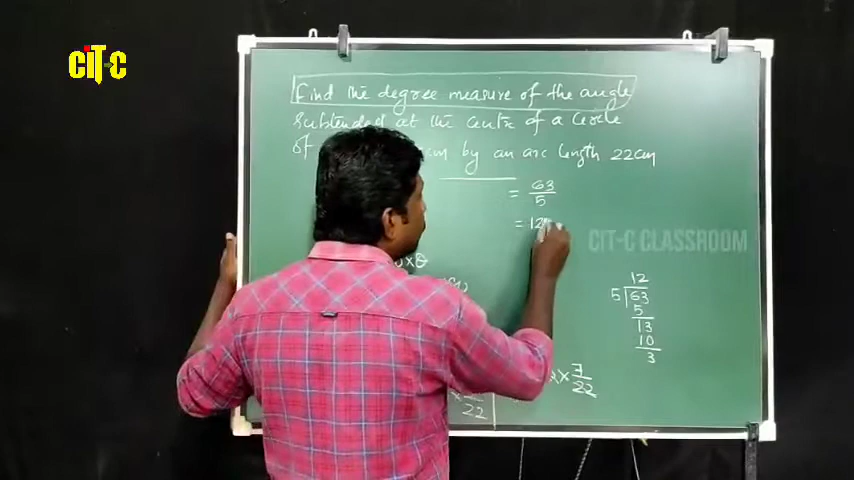 CiT-C
Find the degree measure of the angle
Subtended at the centre of a circle
of cm by an arc length 22cm
= 63
5
= 12
CIT-C CLASSROOM
×θ
12
5 63
5
13
10
3
× 7
22
22